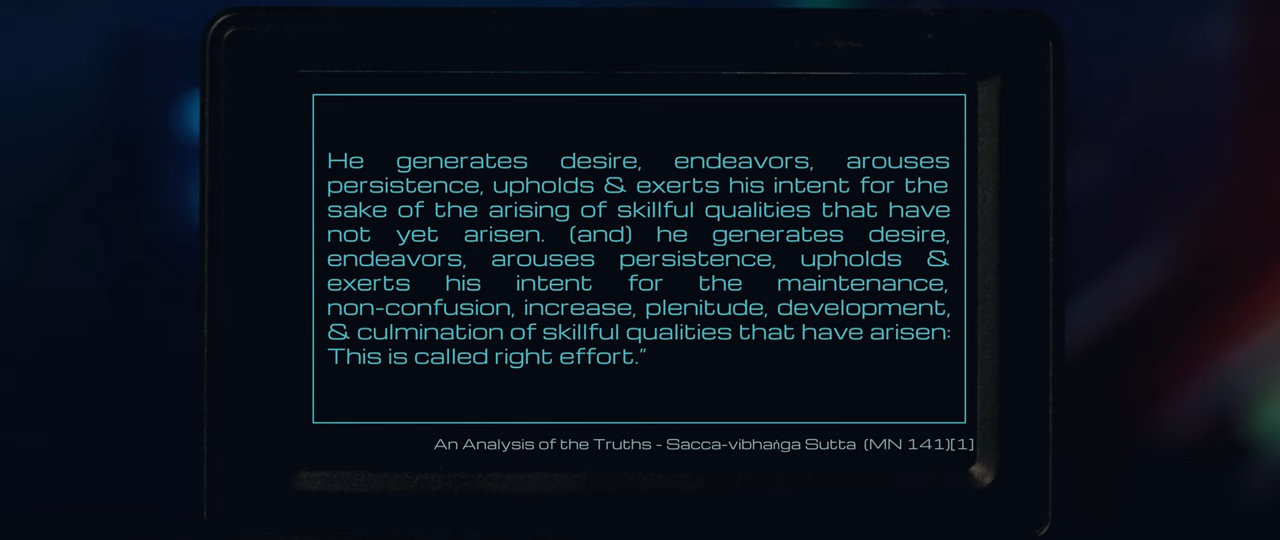 He generates desire, endeavors, arouses
persistence, upholds & exerts his intent for the
sake of the arising of skillful qualities that have
not yet arisen. (and) he generates desire,
endeavors, arouses persistence, upholds &
exerts his intent for the maintenance,
non-confusion, increase, plenitude, development,
& culmination of skillful qualities that have arisen:
This is called right effort.”
An Analysis of the Truths - Sacca-vibhaṅga Sutta (MN 141)[1]